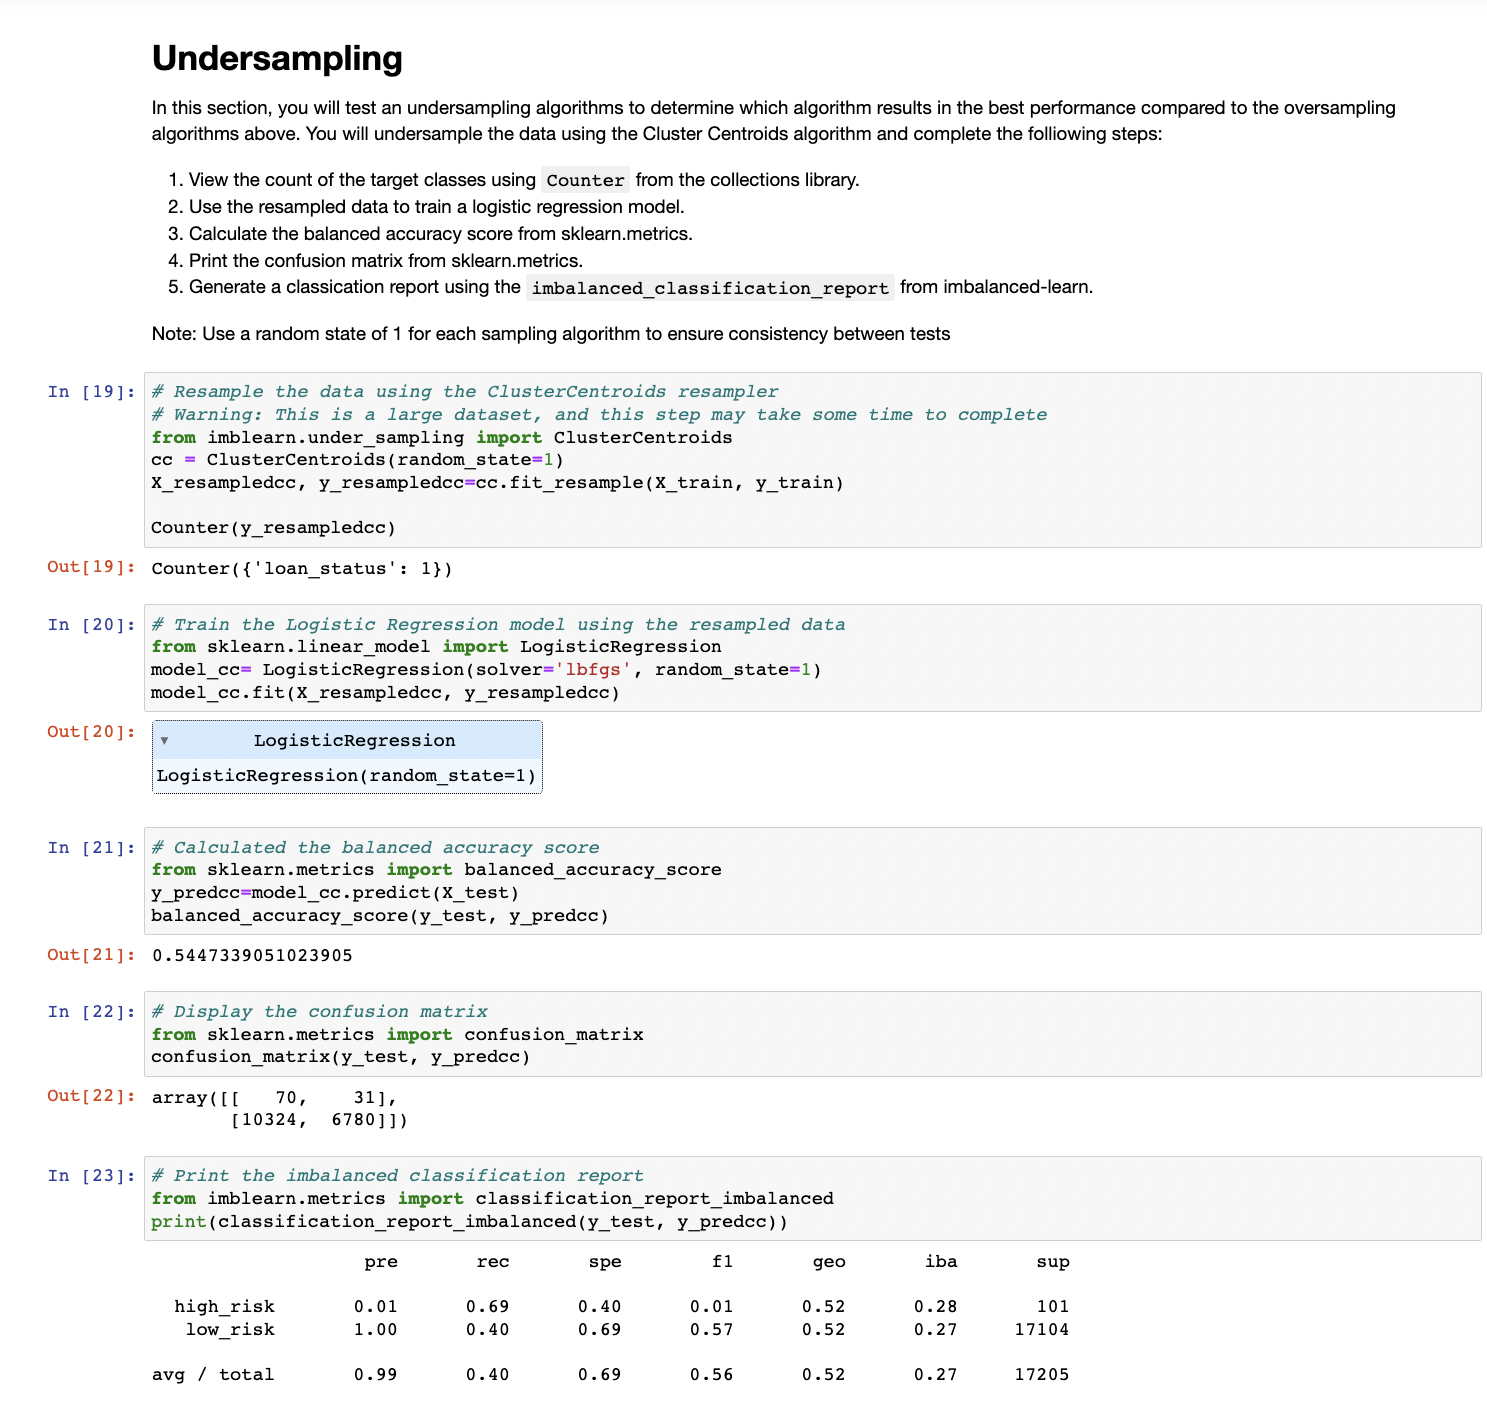 Undersampling
In this section, you will test an undersampling algorithms to determine which algorithm results in the best performance compared to the oversampling
algorithms above. You will undersample the data using the Cluster Centroids algorithm and complete the folliowing steps:
1. View the count of the target classes using Counter from the collections library.
2. Use the resampled data to train a logistic regression model.
3. Calculate the balanced accuracy score from sklearn.metrics.
4. Print the confusion matrix from sklearn.metrics.
5. Generate a classication report using the imbalanced_classification_report from imbalanced-learn.
Note: Use a random state of 1 for each sampling algorithm to ensure consistency between tests
In [19]: # Resample the data using the ClusterCentroids resampler
# Warning: This is a large dataset, and this step may take some time to complete
from imblearn.under_sampling import ClusterCentroids
cc = ClusterCentroids(random_state=1)
X_resampledcc, y_resampledcc=cc.fit_resample(X_train, y_train)
Counter(y_resampledcc)
Out[19]: Counter({'loan_status': 1})
In [20]: # Train the Logistic Regression model using the resampled data
from sklearn.linear_model import LogisticRegression
model_cc= LogisticRegression(solver='lbfgs', random_state=1)
model_cc.fit(X_resampledcc, y_resampledcc)
Out[20]: ▾ LogisticRegression
LogisticRegression(random_state=1)
In [21]: # Calculated the balanced accuracy score
from sklearn.metrics import balanced_accuracy_score
y_predcc=model_cc.predict(X_test)
balanced_accuracy_score(y_test, y_predcc)
Out[21]: 0.5447339051023905
In [22]: # Display the confusion matrix
from sklearn.metrics import confusion_matrix
confusion_matrix(y_test, y_predcc)
Out[22]: array([[   70,    31],
       [10324,  6780]])
In [23]: # Print the imbalanced classification report
from imblearn.metrics import classification_report_imbalanced
print(classification_report_imbalanced(y_test, y_predcc))
pre rec spe f1 geo iba sup
high_risk 0.01 0.69 0.40 0.01 0.52 0.28 101
low_risk 1.00 0.40 0.69 0.57 0.52 0.27 17104
avg / total 0.99 0.40 0.69 0.56 0.52 0.27 17205